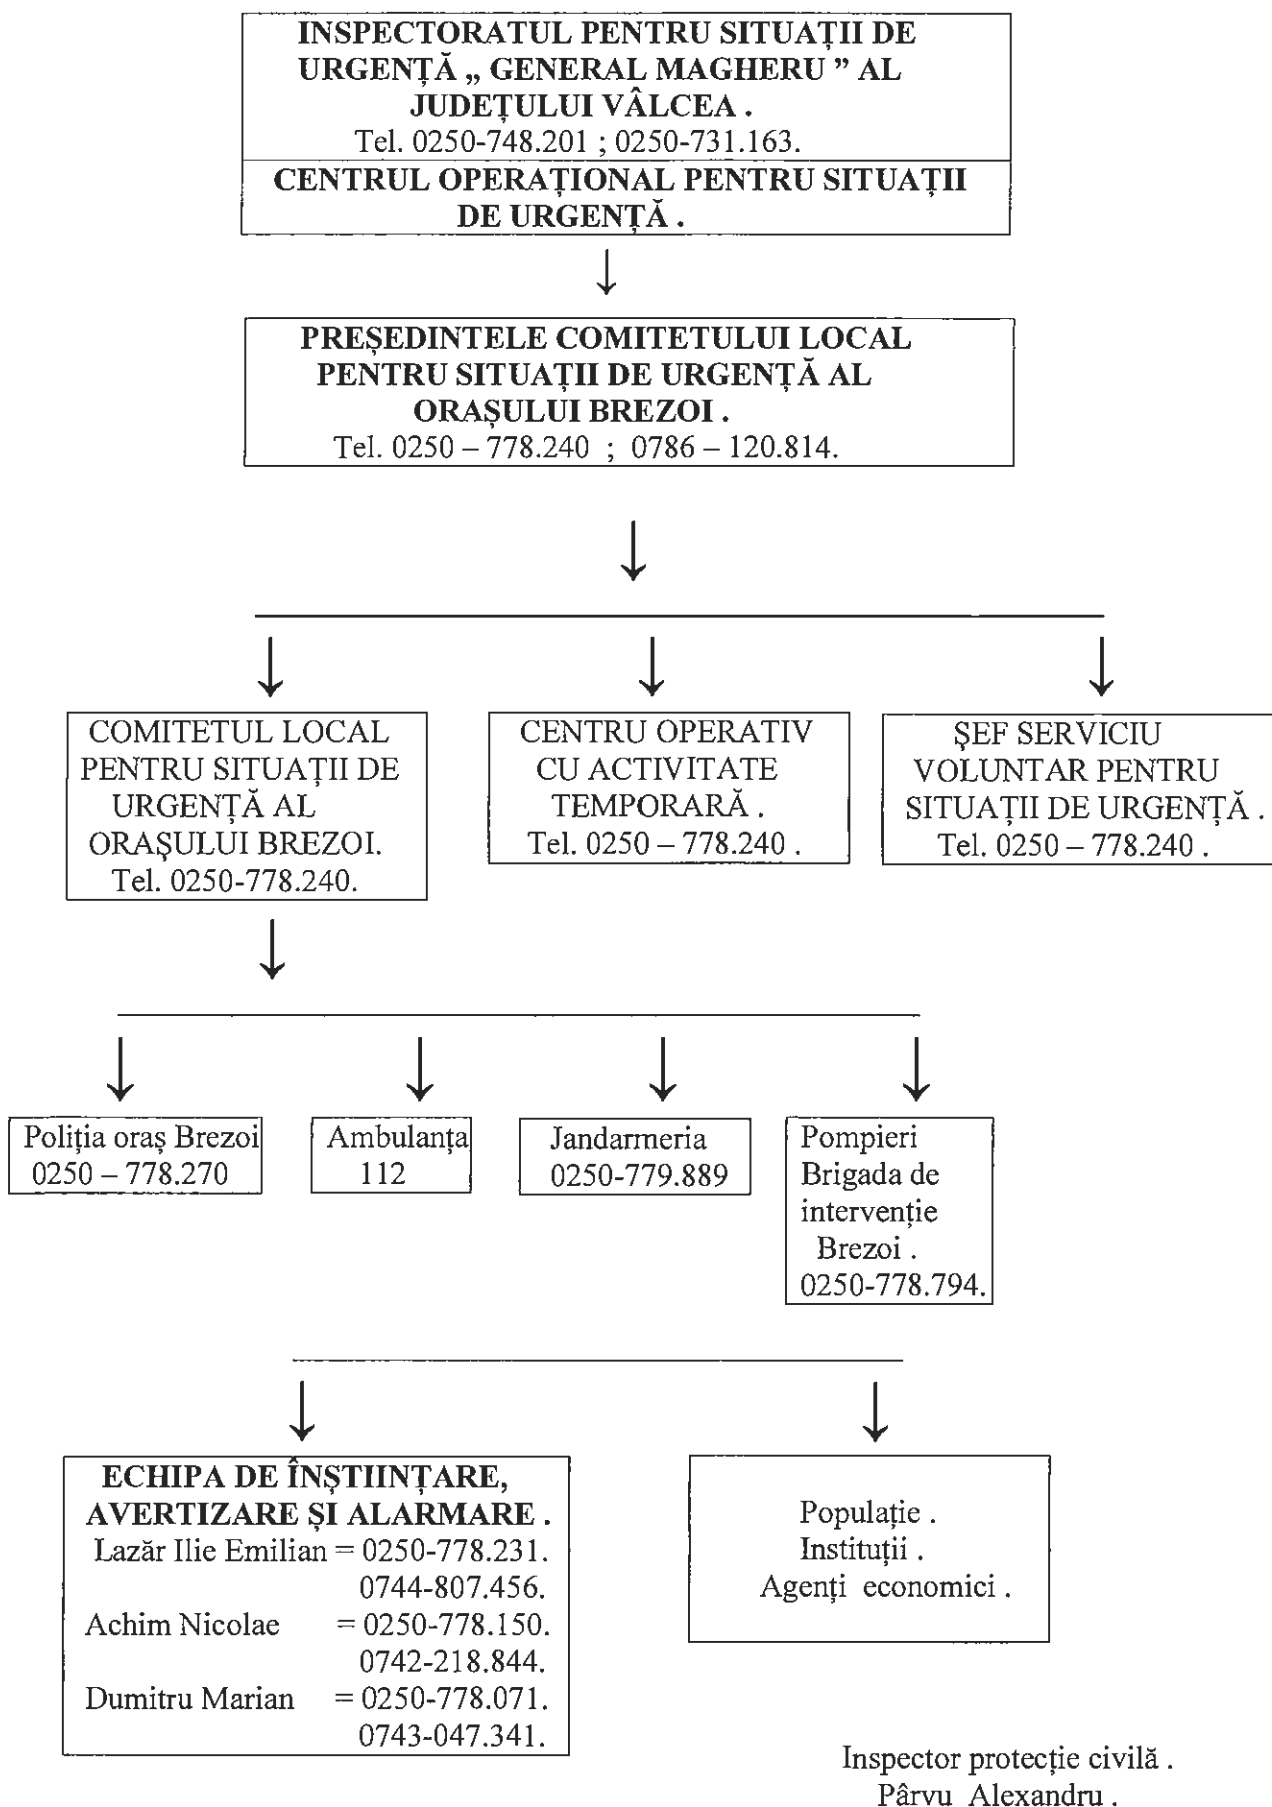 INSPECTORATUL PENTRU SITUAȚII DE
URGENȚĂ „ GENERAL MAGHERU ” AL
JUDEȚULUI VÂLCEA .
Tel. 0250-748.201 ; 0250-731.163.
CENTRUL OPERAȚIONAL PENTRU SITUAȚII
DE URGENȚĂ .
PREȘEDINTELE COMITETULUI LOCAL
PENTRU SITUAȚII DE URGENȚĂ AL
ORAȘULUI BREZOI .
Tel. 0250 – 778.240 ; 0786 – 120.814.
COMITETUL LOCAL
PENTRU SITUAȚII DE
URGENȚĂ AL
ORAȘULUI BREZOI.
Tel. 0250-778.240.
CENTRU OPERATIV
CU ACTIVITATE
TEMPORARĂ .
Tel. 0250 – 778.240 .
ȘEF SERVICIU
VOLUNTAR PENTRU
SITUAȚII DE URGENȚĂ .
Tel. 0250 – 778.240 .
Poliția oraș Brezoi
0250 – 778.270
Ambulanța
112
Jandarmeria
0250-779.889
Pompieri
Brigada de
intervenție
Brezoi .
0250-778.794.
ECHIPA DE ÎNȘTIINȚARE,
AVERTIZARE ȘI ALARMARE .
Lazăr Ilie Emilian = 0250-778.231.
0744-807.456.
Achim Nicolae = 0250-778.150.
0742-218.844.
Dumitru Marian = 0250-778.071.
0743-047.341.
Populație .
Instituții .
Agenți economici .
Inspector protecție civilă .
Pârvu Alexandru .